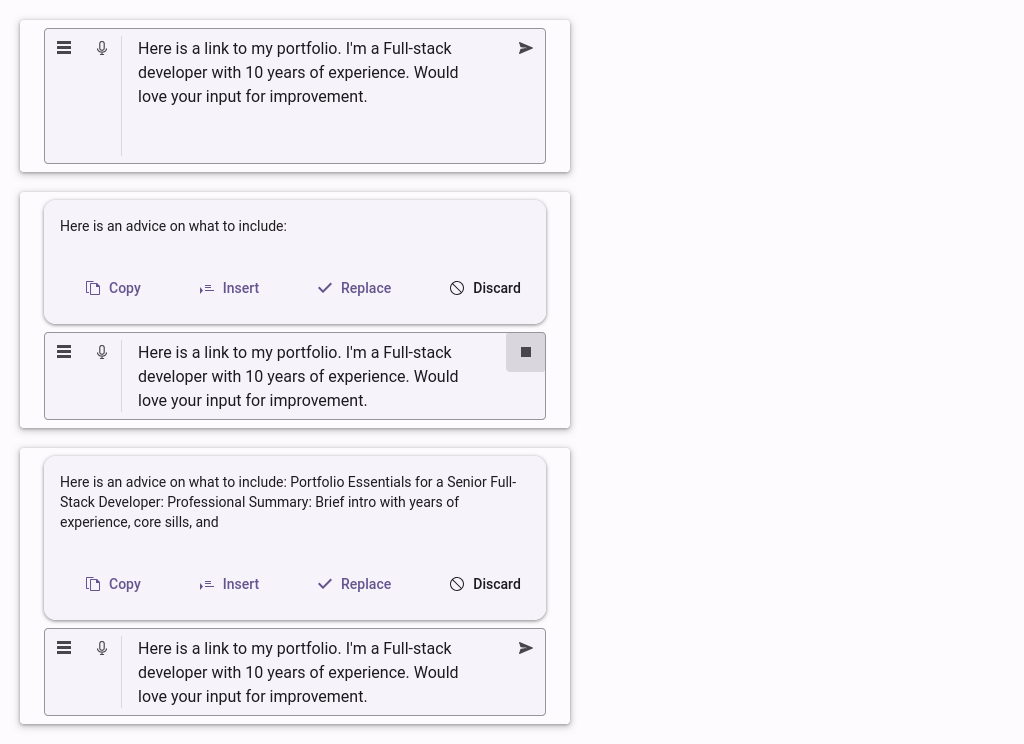 Here is a link to my portfolio. I'm a Full-stack
developer with 10 years of experience. Would
love your input for improvement.
Here is an advice on what to include:
Copy Insert Replace Discard
Here is a link to my portfolio. I'm a Full-stack
developer with 10 years of experience. Would
love your input for improvement.
Here is an advice on what to include: Portfolio Essentials for a Senior Full-
Stack Developer: Professional Summary: Brief intro with years of
experience, core sills, and
Copy Insert Replace Discard
Here is a link to my portfolio. I'm a Full-stack
developer with 10 years of experience. Would
love your input for improvement.